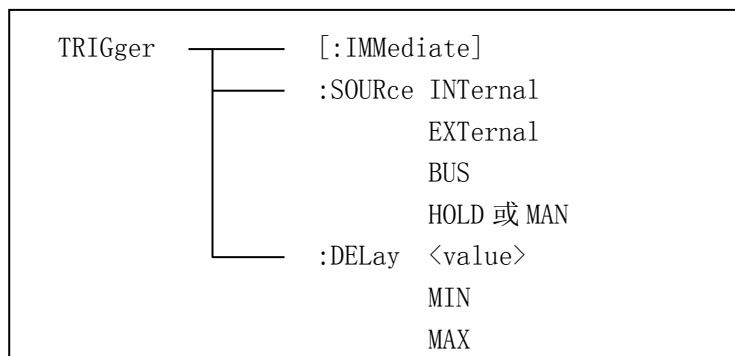 TRIGger [:IMMediate]
:SOURce INTernal
EXTernal
BUS
HOLD 或 MAN
:DELay <value>
MIN
MAX